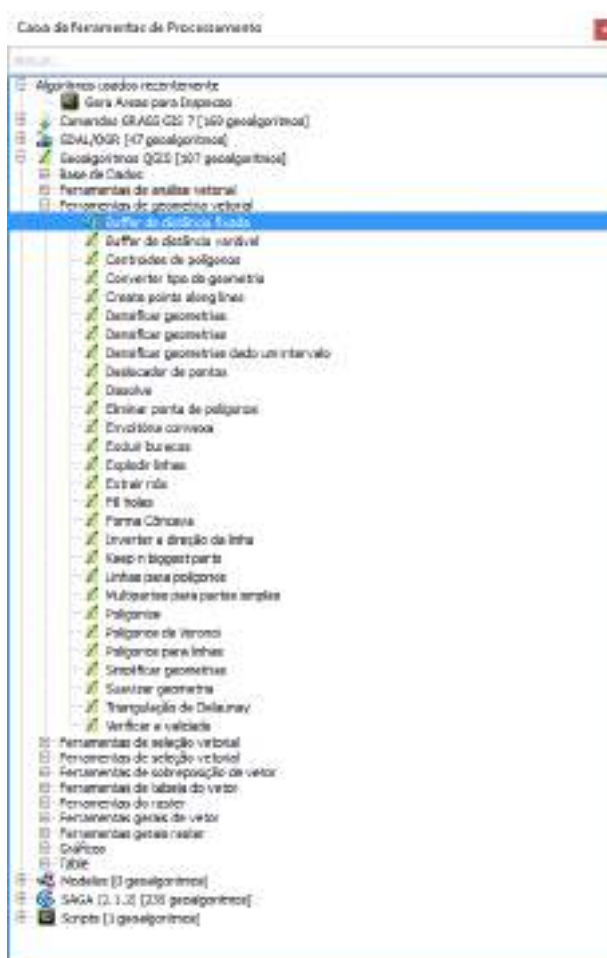 Caixa de Ferramentas de Processamento
Algoritmos usados recentemente
Gera Areas para Inspecao
Comandos GRASS GIS 7 [160 geoalgoritmos]
GDAL/OGR [47 geoalgoritmos]
Geoalgoritmos QGIS [107 geoalgoritmos]
Base de Dados
Ferramentas de análise vetorial
Ferramentas de geometria vetorial
Buffer de distância fixada
Buffer de distância variável
Centroides de polígonos
Converter tipo de geometria
Create points along lines
Densificar geometrias
Densificar geometrias
Densificar geometrias dado um intervalo
Deslocador de pontos
Dissolve
Eliminar parta de polígonos
Envoltória convexa
Excluir buracos
Explodir linhas
Extrair nós
Fill holes
Forma Côncava
Inverter a direção da linha
Keep n biggest parts
Linhas para polígonos
Multipartes para partes simples
Poligonize
Polígonos de Voronoi
Polígonos para linhas
Simplificar geometrias
Suavizar geometria
Triangulação de Delaunay
Verificar a validade
Ferramentas de seleção vetorial
Ferramentas de seleção vetorial
Ferramentas de sobreposição de vetor
Ferramentas de tabela do vetor
Ferramentas do raster
Ferramentas gerais de vetor
Ferramentas gerais raster
Gráficos
Table
Modelos [0 geoalgoritmos]
SAGA (2.1.2) [235 geoalgoritmos]
Scripts [1 geoalgoritmos]